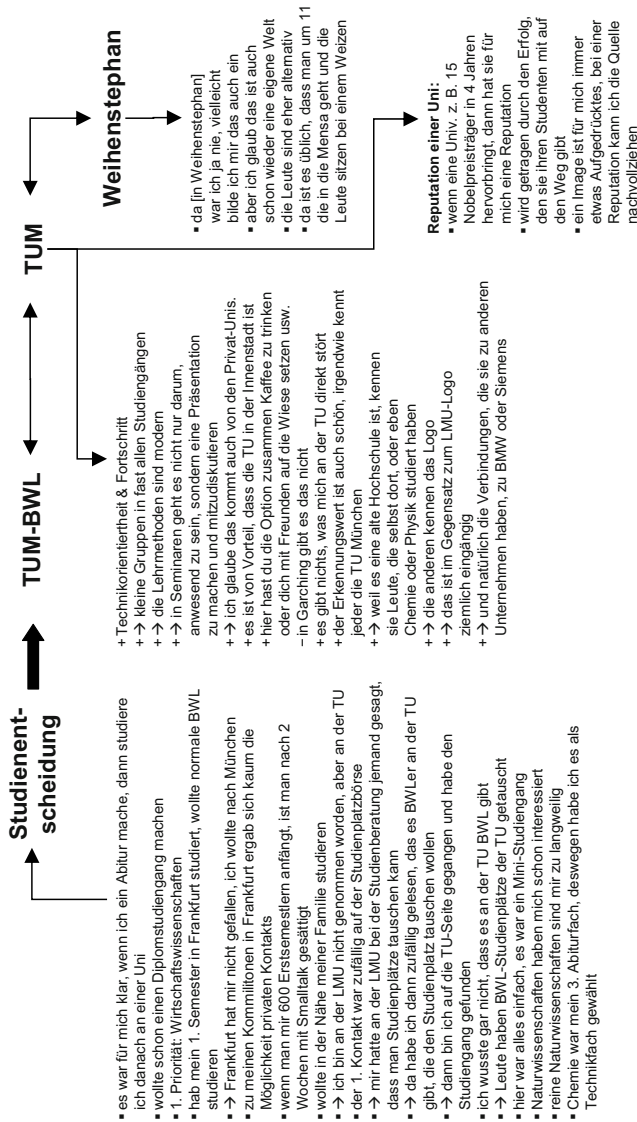 Studienent-
scheidung
TUM-BWL
TUM
Weihenstephan
▪ es war für mich klar, wenn ich ein Abitur mache, dann studiere
ich danach an einer Uni
▪ wollte schon einen Diplomstudiengang machen
▪ 1. Priorität: Wirtschaftswissenschaften
▪ hab mein 1. Semester in Frankfurt studiert, wollte normale BWL
studieren
▪ → Frankfurt hat mir nicht gefallen, ich wollte nach München
▪ zu meinen Kommilitonen in Frankfurt ergab sich kaum die
Möglichkeit privaten Kontakts
▪ wenn man mir 600 Erstsemestlern anfängt, ist man nach 2
Wochen mit Smalltalk gesättigt
▪ wollte in der Nähe meiner Familie studieren
▪ → ich bin an der LMU nicht genommen worden, aber an der TU
▪ der 1. Kontakt war zufällig auf der Studienplatzbörse
▪ → mir hatte an der LMU bei der Studienberatung jemand gesagt,
dass man Studienplätze tauschen kann
▪ → da habe ich dann zufällig gelesen, das es BWLer an der TU
gibt, die den Studienplatz tauschen wollen
▪ → dann bin ich auf die TU-Seite gegangen und habe den
Studiengang gefunden
▪ ich wusste gar nicht, dass es an der TU BWL gibt
▪ → Leute haben BWL-Studienplätze der TU getauscht
▪ hier war alles einfach, es war ein Mini-Studiengang
▪ Naturwissenschaften haben mich schon interessiert
▪ reine Naturwissenschaften sind mir zu langweilig
▪ Chemie war mein 3. Abiturfach, deswegen habe ich es als
Technikfach gewählt
+ Technikorientiertheit & Fortschritt
+ → kleine Gruppen in fast allen Studiengängen
+ → die Lehrmethoden sind modern
+ → in Seminaren geht es nicht nur darum,
anwesend zu sein, sondern eine Präsentation
zu machen und mitzudiskutieren
+ → ich glaube das kommt auch von den Privat-Unis.
+ es ist von Vorteil, dass die TU in der Innenstadt ist
+ hier hast du die Option zusammen Kaffee zu trinken
oder dich mit Freunden auf die Wiese setzen usw.
– in Garching gibt es das nicht
+ es gibt nichts, was mich an der TU direkt stört
+ der Erkennungswert ist auch schön, irgendwie kennt
jeder die TU München
+ → weil es eine alte Hochschule ist, kennen
sie Leute, die selbst dort, oder eben
Chemie oder Physik studiert haben
+ → die anderen kennen das Logo
+ → das ist im Gegensatz zum LMU-Logo
ziemlich eingängig
+ → und natürlich die Verbindungen, die sie zu anderen
Unternehmen haben, zu BMW oder Siemens
▪ da [in Weihenstephan]
war ich ja nie, vielleicht
bilde ich mir das auch ein
▪ aber ich glaub das ist auch
schon wieder eine eigene Welt
▪ die Leute sind eher alternativ
▪ da ist es üblich, dass man um 11
die in die Mensa geht und die
Leute sitzen bei einem Weizen
Reputation einer Uni:
▪ wenn eine Univ. z. B. 15
Nobelpreisträger in 4 Jahren
hervorbringt, dann hat sie für
mich eine Reputation
▪ wird getragen durch den Erfolg,
den sie ihren Studenten mit auf
den Weg gibt
▪ ein Image ist für mich immer
etwas Aufgedrücktes, bei einer
Reputation kann ich die Quelle
nachvollziehen